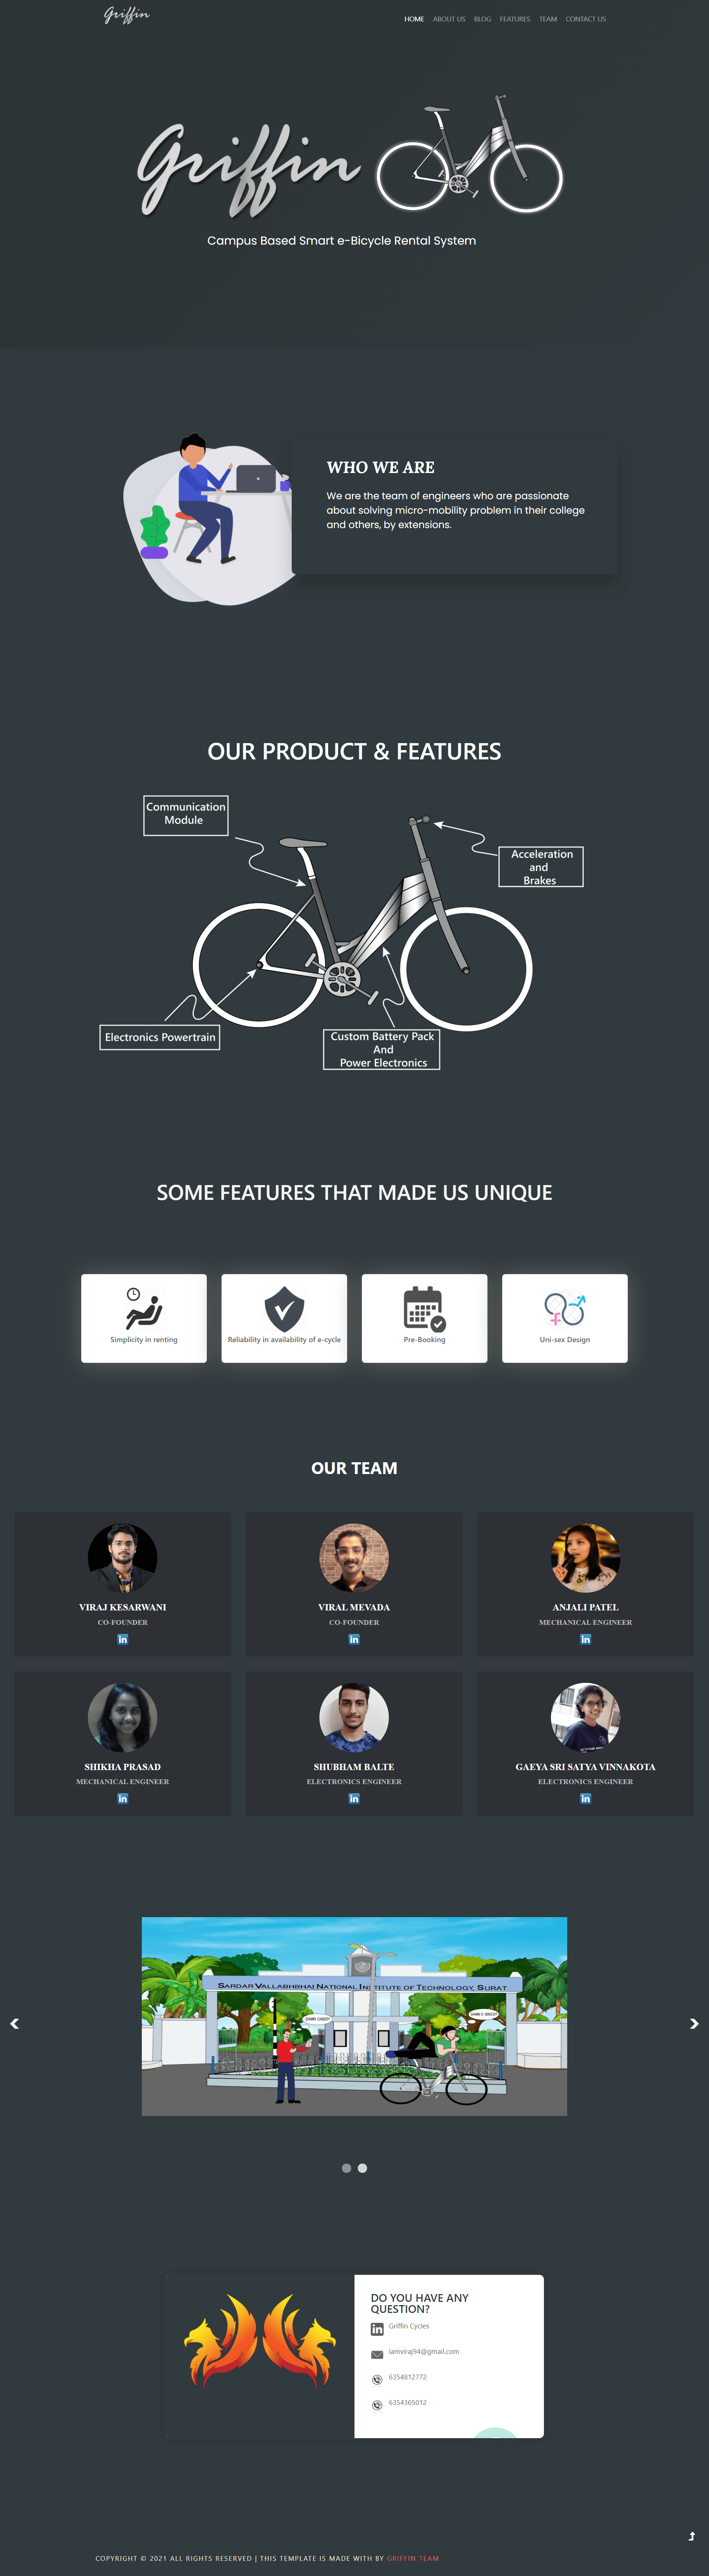 Griffin
HOME ABOUT US BLOG FEATURES TEAM CONTACT US
Griffin
Campus Based Smart e-Bicycle Rental System
WHO WE ARE
We are the team of engineers who are passionate
about solving micro-mobility problem in their college
and others, by extensions.
OUR PRODUCT & FEATURES
Communication
Module
Acceleration
and
Brakes
Electronics Powertrain
Custom Battery Pack
And
Power Electronics
SOME FEATURES THAT MADE US UNIQUE
Simplicity in renting
Reliability in availability of e-cycle
Pre-Booking
Uni-sex Design
OUR TEAM
VIRAJ KESARWANI
CO-FOUNDER
in
VIRAL MEVADA
CO-FOUNDER
in
ANJALI PATEL
MECHANICAL ENGINEER
in
SHIKHA PRASAD
MECHANICAL ENGINEER
in
SHUBHAM BALTE
ELECTRONICS ENGINEER
in
GAEYA SRI SATYA VINNAKOTA
ELECTRONICS ENGINEER
in
SARDAR VALLABHBHAI NATIONAL INSTITUTE OF TECHNOLOGY, SURAT
DO YOU HAVE ANY
QUESTION?
in Griffin Cycles
iamviraj94@gmail.com
6354812772
6354365012
COPYRIGHT © 2021 ALL RIGHTS RESERVED | THIS TEMPLATE IS MADE WITH BY GRIFFIN TEAM